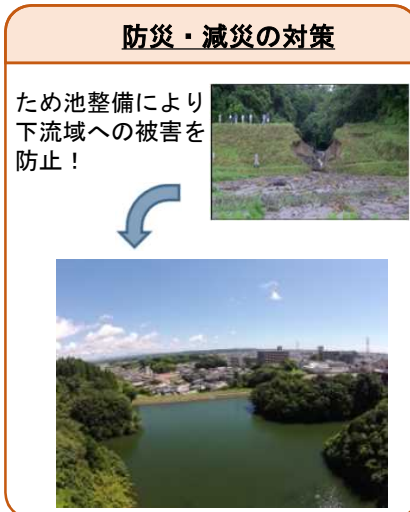 防災・減災の対策
ため池整備により
下流域への被害を
防止！